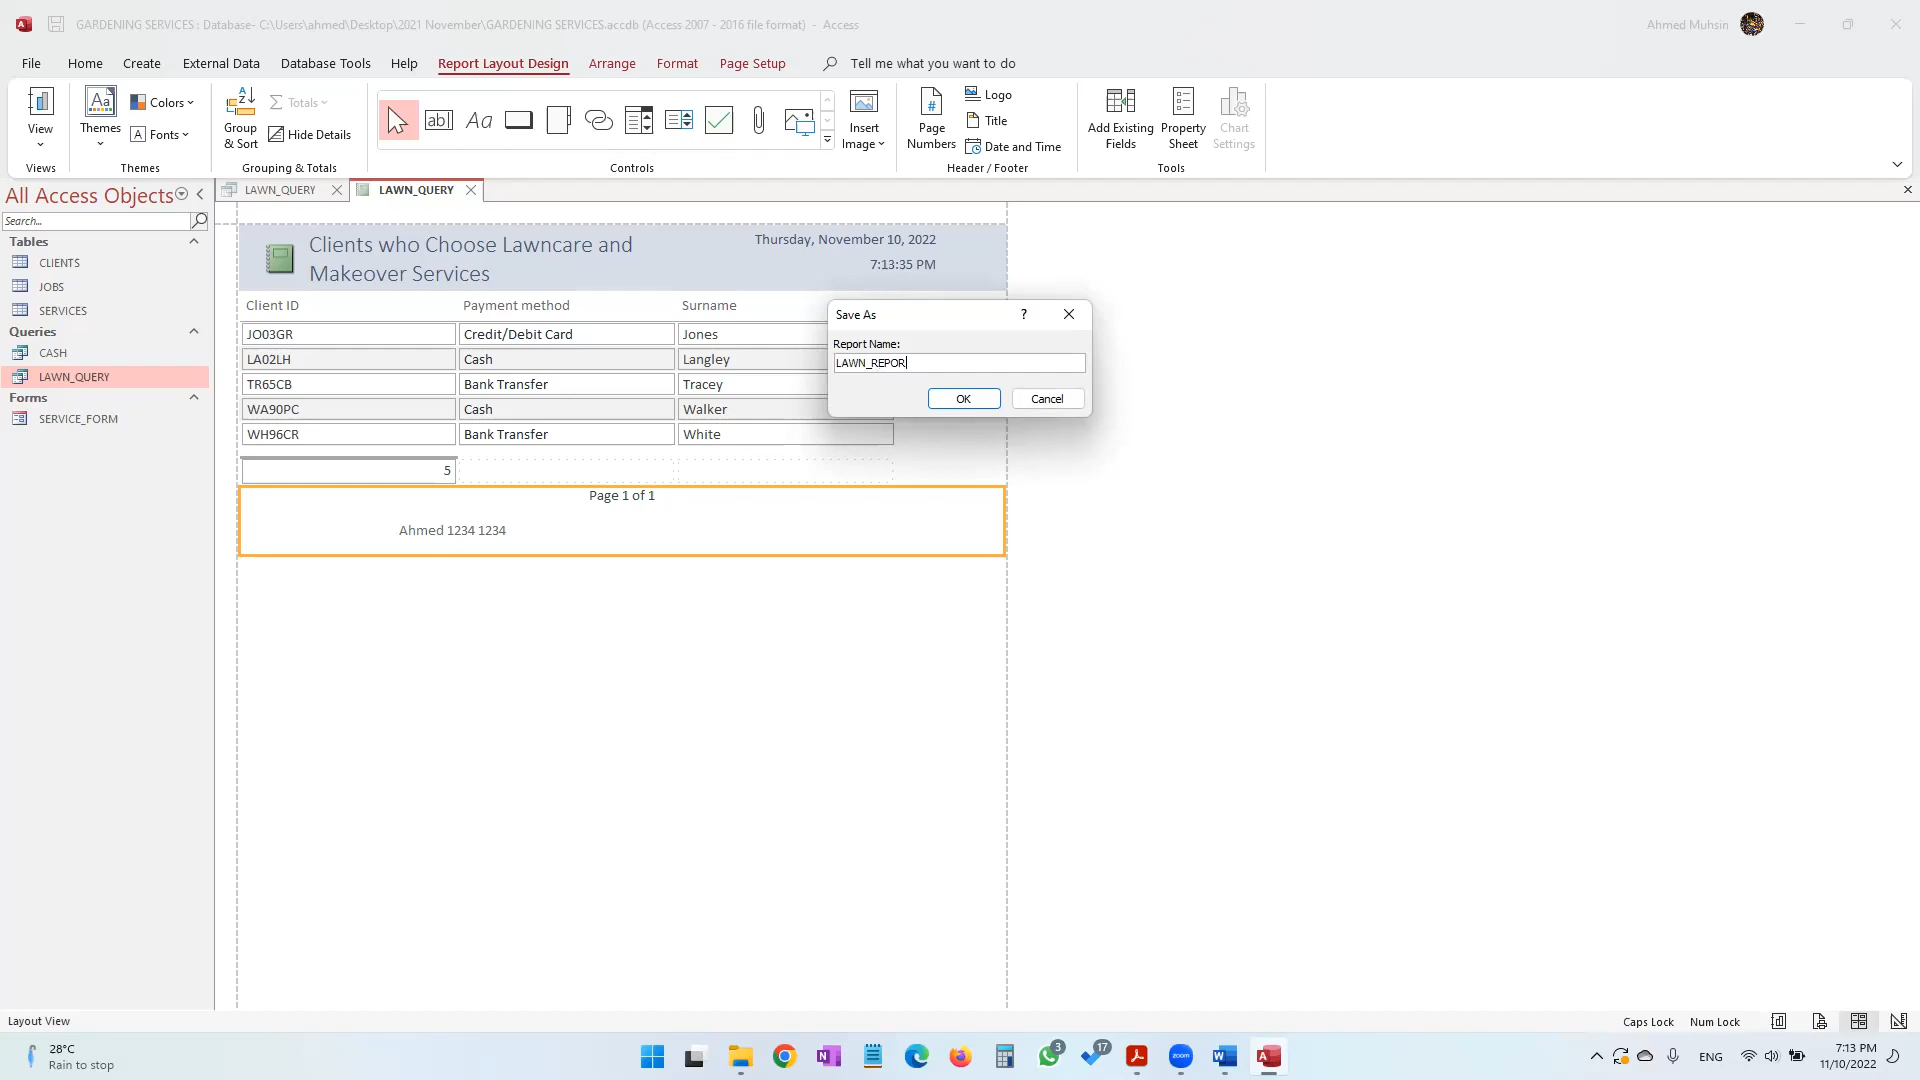 GARDENING SERVICES : Database- C:\Users\ahmed\Desktop\2021 November\GARDENING SERVICES.accdb (Access 2007 - 2016 file format) - Access
Ahmed Muhsin
File Home Create External Data Database Tools Help Report Layout Design Arrange Format Page Setup Tell me what you want to do
View
Views
Aa
Themes
Colors
A Fonts
Themes
Group
& Sort
Totals
Hide Details
Grouping & Totals
ab
Aa
Controls
Insert
Image
Page
Numbers
Logo
Title
Date and Time
Header / Footer
Add Existing
Fields
Property
Sheet
Chart
Settings
Tools
All Access Objects
Search...
Tables
CLIENTS
JOBS
SERVICES
Queries
CASH
LAWN_QUERY
Forms
SERVICE_FORM
LAWN_QUERY
LAWN_QUERY
Clients who Choose Lawncare and
Makeover Services
Thursday, November 10, 2022
7:13:35 PM
Client ID Payment method Surname
JO03GR Credit/Debit Card Jones
LA02LH Cash Langley
TR65CB Bank Transfer Tracey
WA90PC Cash Walker
WH96CR Bank Transfer White
5
Page 1 of 1
Ahmed 1234 1234
Save As
?
Report Name:
LAWN_REPOR
OK Cancel
Layout View
Caps Lock Num Lock
28°C
Rain to stop
3
17
zoom
ENG
7:13 PM
11/10/2022